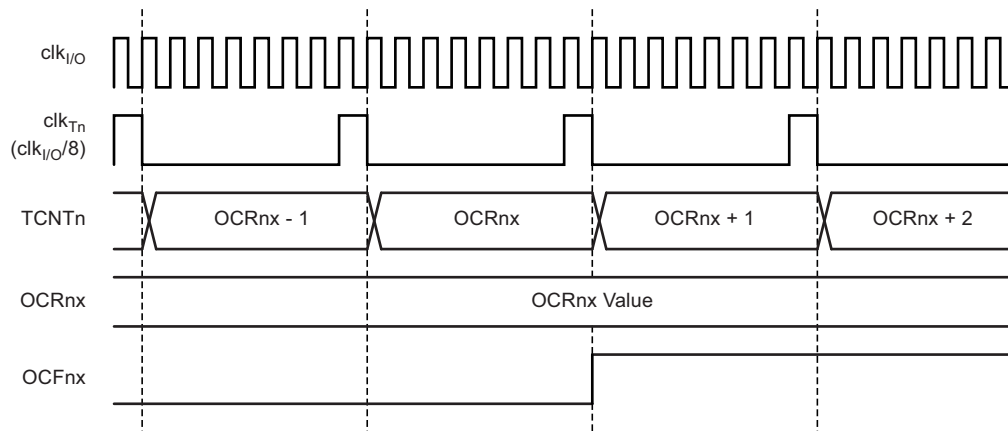 clkI/O
clkTn
(clkI/O/8)
TCNTn
OCRnx - 1
OCRnx
OCRnx + 1
OCRnx + 2
OCRnx
OCRnx Value
OCFnx